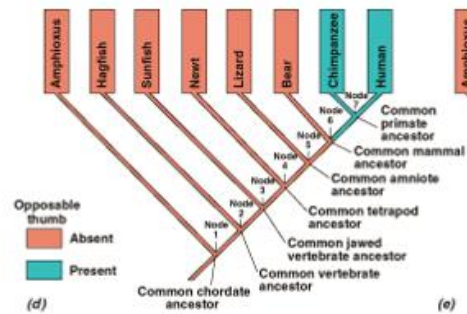 Amphioxus
Hagfish
Sunfish
Newt
Lizard
Bear
Chimpanzee
Human
Node
7
Node
6
Node
5
Node
4
Node
3
Node
2
Node
1
Common
primate
ancestor
Common mammal
ancestor
Common amniote
ancestor
Common tetrapod
ancestor
Common jawed
vertebrate ancestor
Common vertebrate ancestor
Common chordate
ancestor
Opposable
thumb
Absent
Present
(d)
(e)